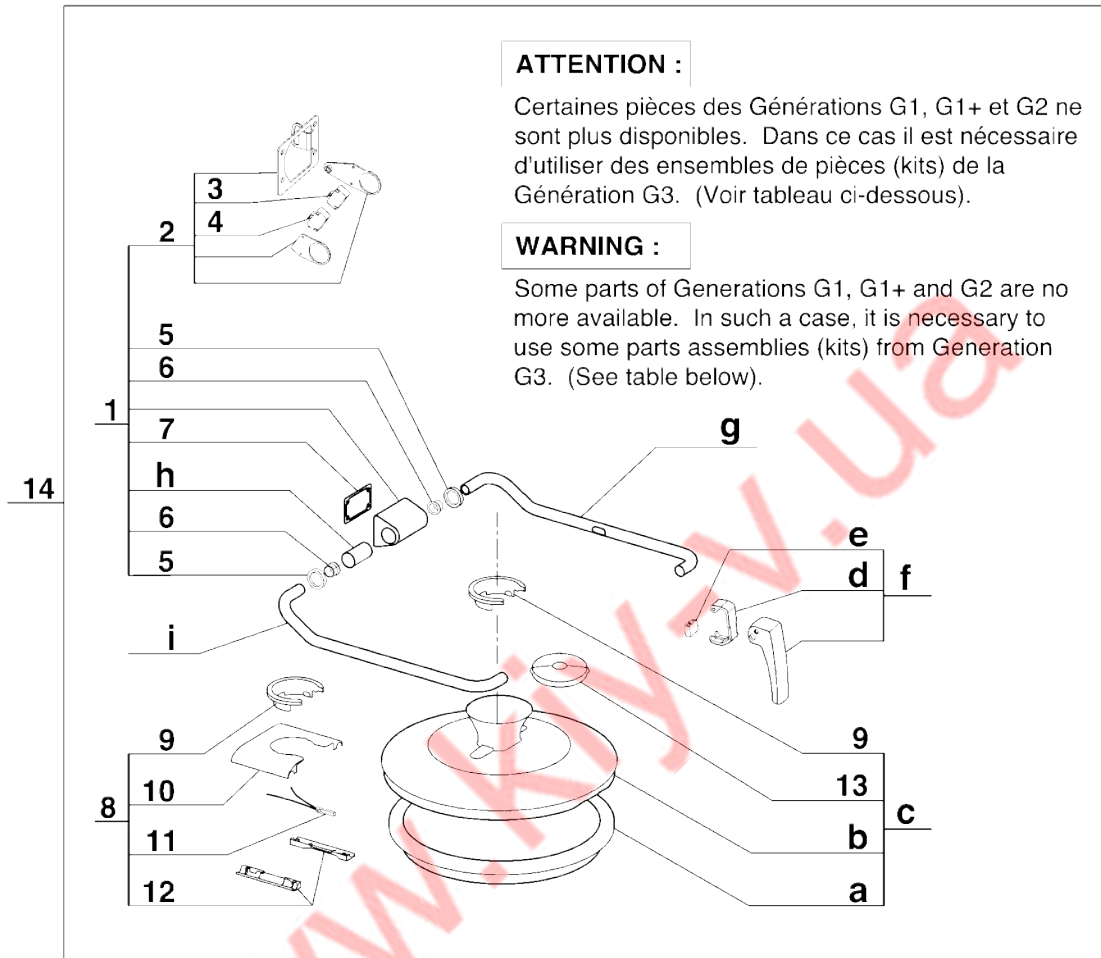 ATTENTION :
Certaines pièces des Générations G1, G1+ et G2 ne
sont plus disponibles. Dans ce cas il est nécessaire
d'utiliser des ensembles de pièces (kits) de la
Génération G3. (Voir tableau ci-dessous).
WARNING :
Some parts of Generations G1, G1+ and G2 are no
more available. In such a case, it is necessary to
use some parts assemblies (kits) from Generation
G3. (See table below).
3
4
2
5
6
1
7
h
6
5
14
i
g
e
d
f
9
10
8
11
12
9
13
c
b
a
w.kiy-v.ua